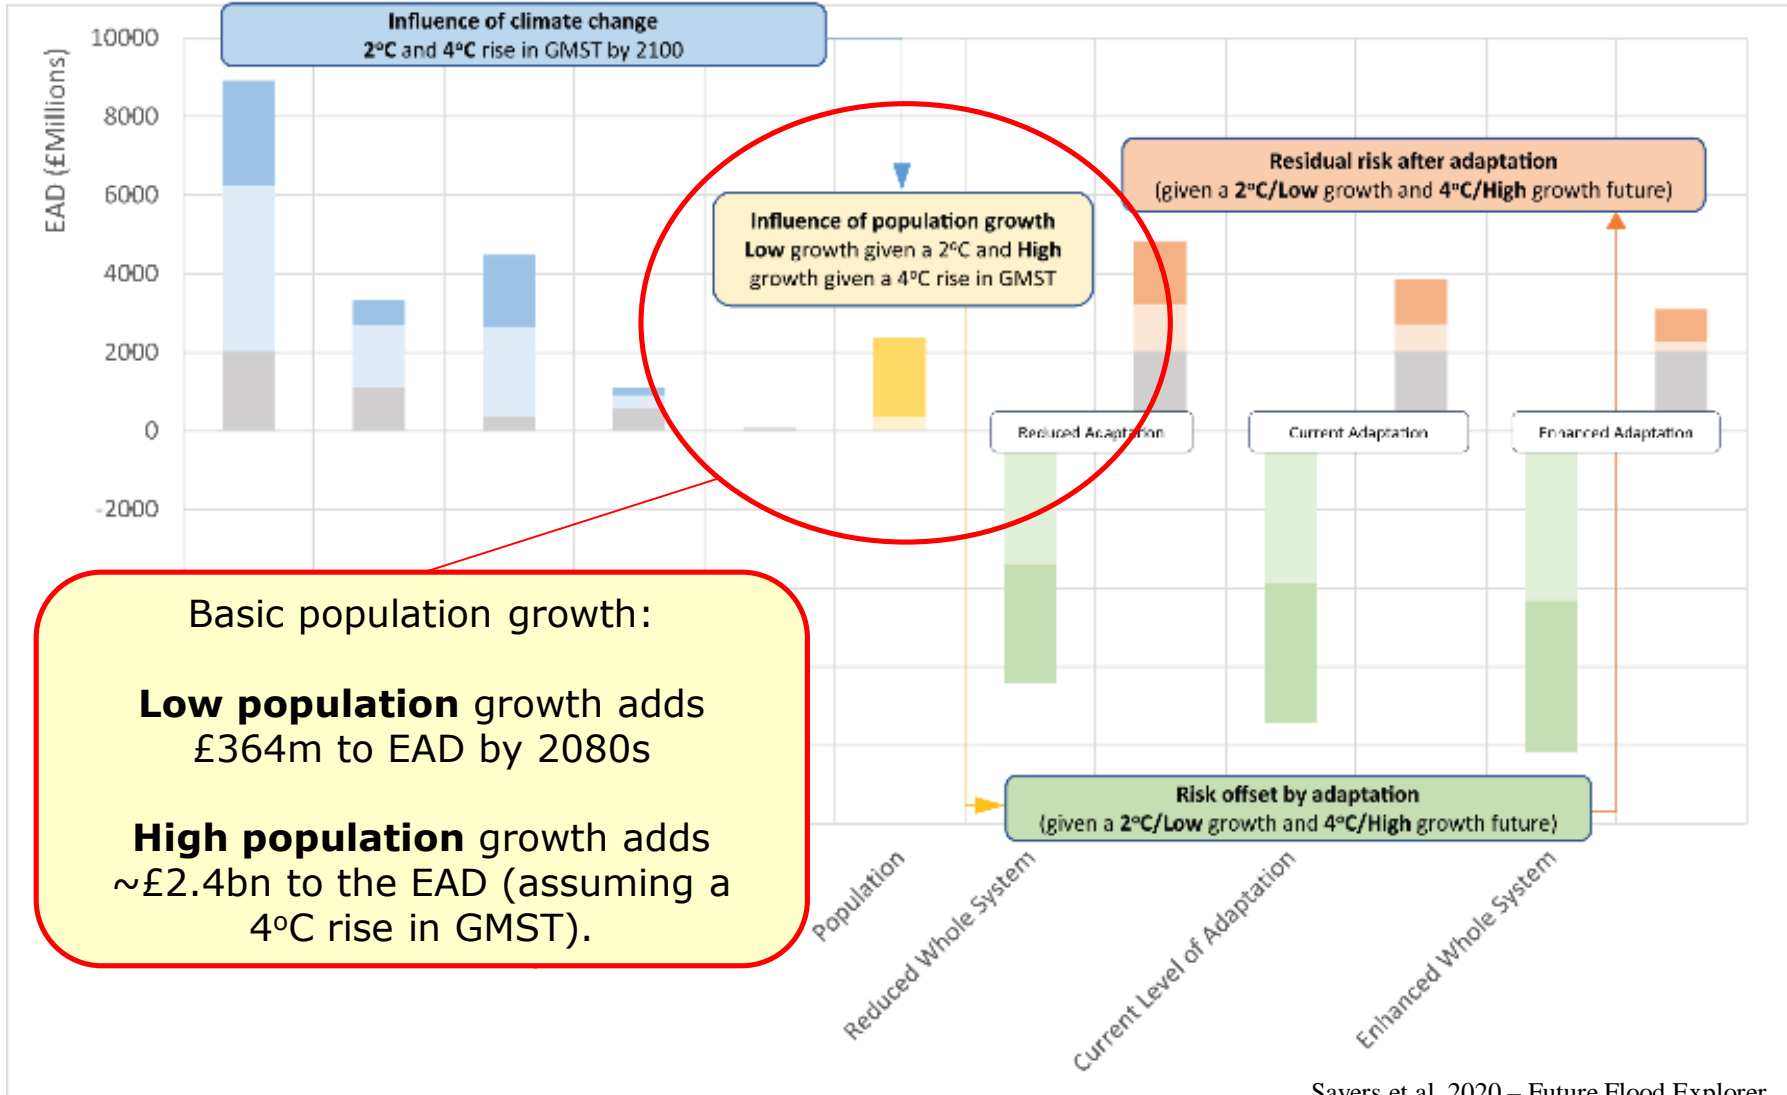 Influence of climate change
2°C and 4°C rise in GMST by 2100
10000
8000
6000
4000
2000
0
-2000
EAD (£Millions)
Influence of population growth
Low growth given a 2°C and High
growth given a 4°C rise in GMST
Residual risk after adaptation
(given a 2°C/Low growth and 4°C/High growth future)
Reduced Adaptation
Current Adaptation
Enhanced Adaptation
Basic population growth:
Low population growth adds
£364m to EAD by 2080s
High population growth adds
~£2.4bn to the EAD (assuming a
4°C rise in GMST).
Risk offset by adaptation
(given a 2°C/Low growth and 4°C/High growth future)
Population
Reduced Whole System
Current Level of Adaptation
Enhanced Whole System
Sayers et al. 2020 – Future Flood Explorer